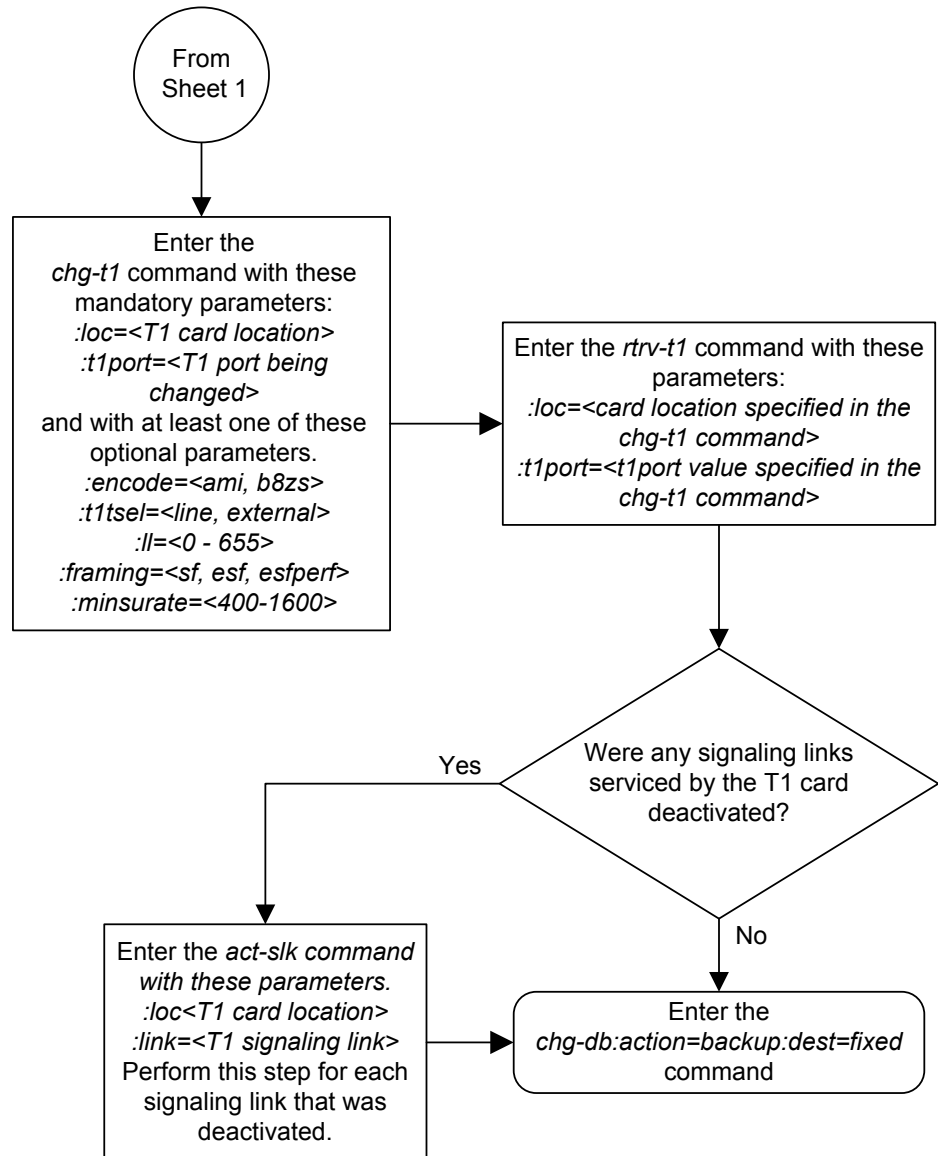 From
Sheet 1
Enter the
chg-t1 command with these
mandatory parameters:
:loc=<T1 card location>
:t1port=<T1 port being
changed>
and with at least one of these
optional parameters.
:encode=<ami, b8zs>
:t1tsel=<line, external>
:ll=<0 - 655>
:framing=<sf, esf, esfperf>
:minsurate=<400-1600>
Enter the rtrv-t1 command with these
parameters:
:loc=<card location specified in the
chg-t1 command>
:t1port=<t1port value specified in the
chg-t1 command>
Were any signaling links
serviced by the T1 card
deactivated?
Yes
No
Enter the act-slk command
with these parameters.
:loc<T1 card location>
:link=<T1 signaling link>
Perform this step for each
signaling link that was
deactivated.
Enter the
chg-db:action=backup:dest=fixed
command